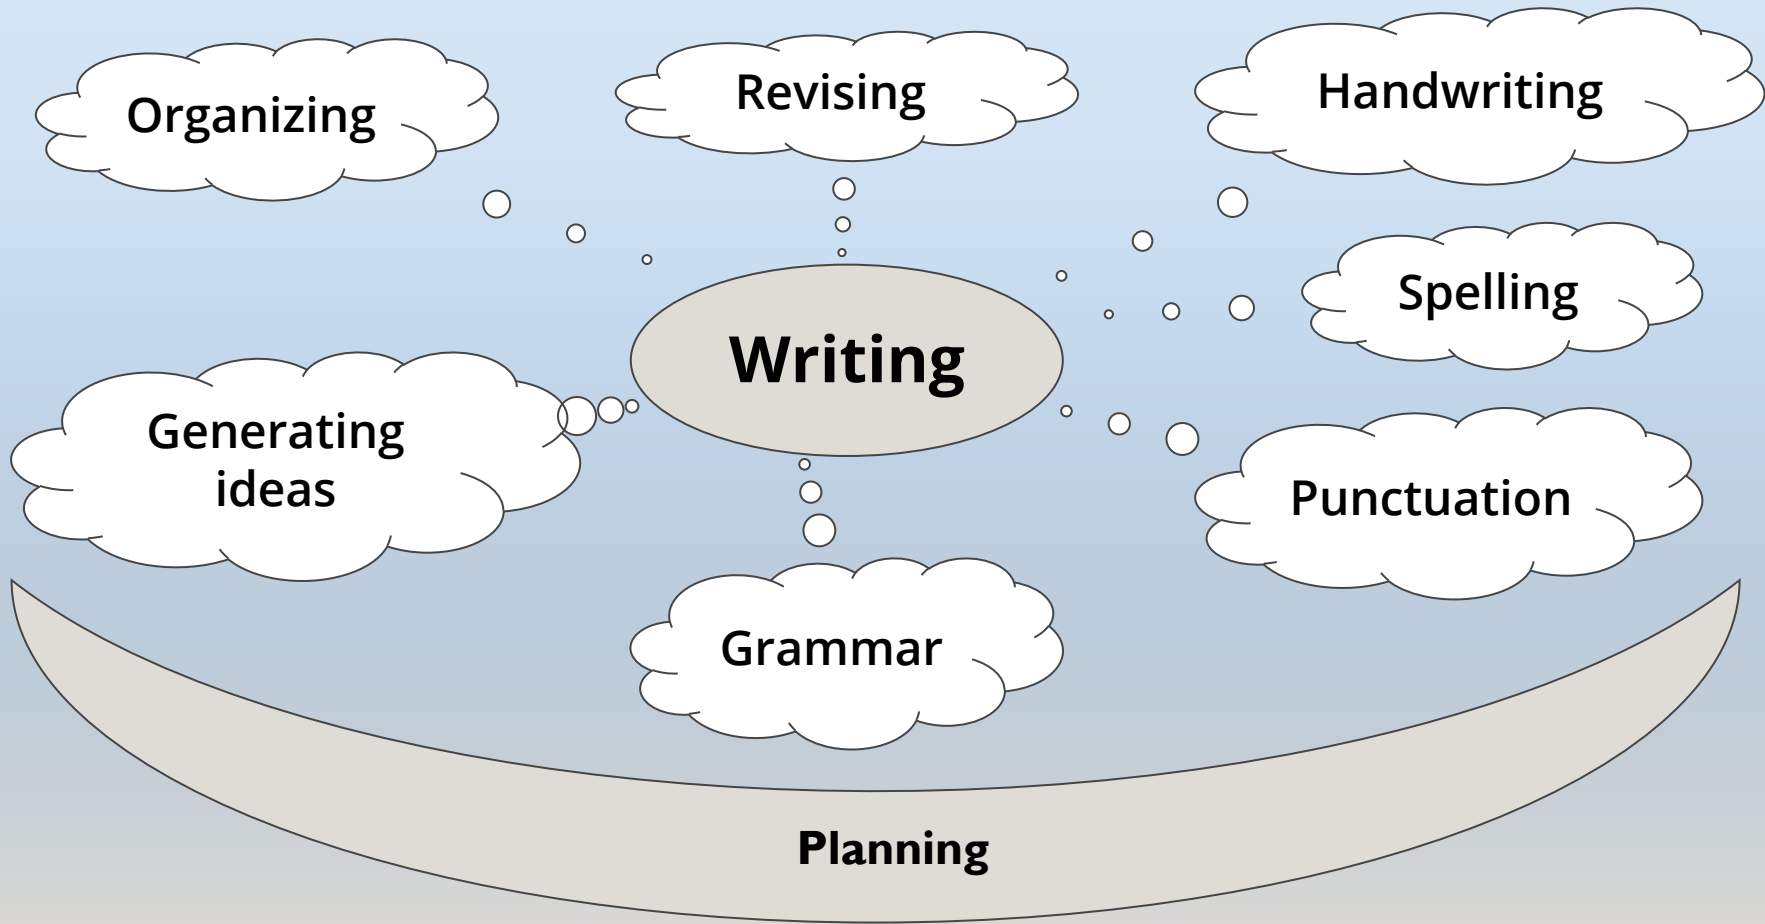 Organizing
Revising
Handwriting
Spelling
Writing
Generating
ideas
Punctuation
Grammar
Planning